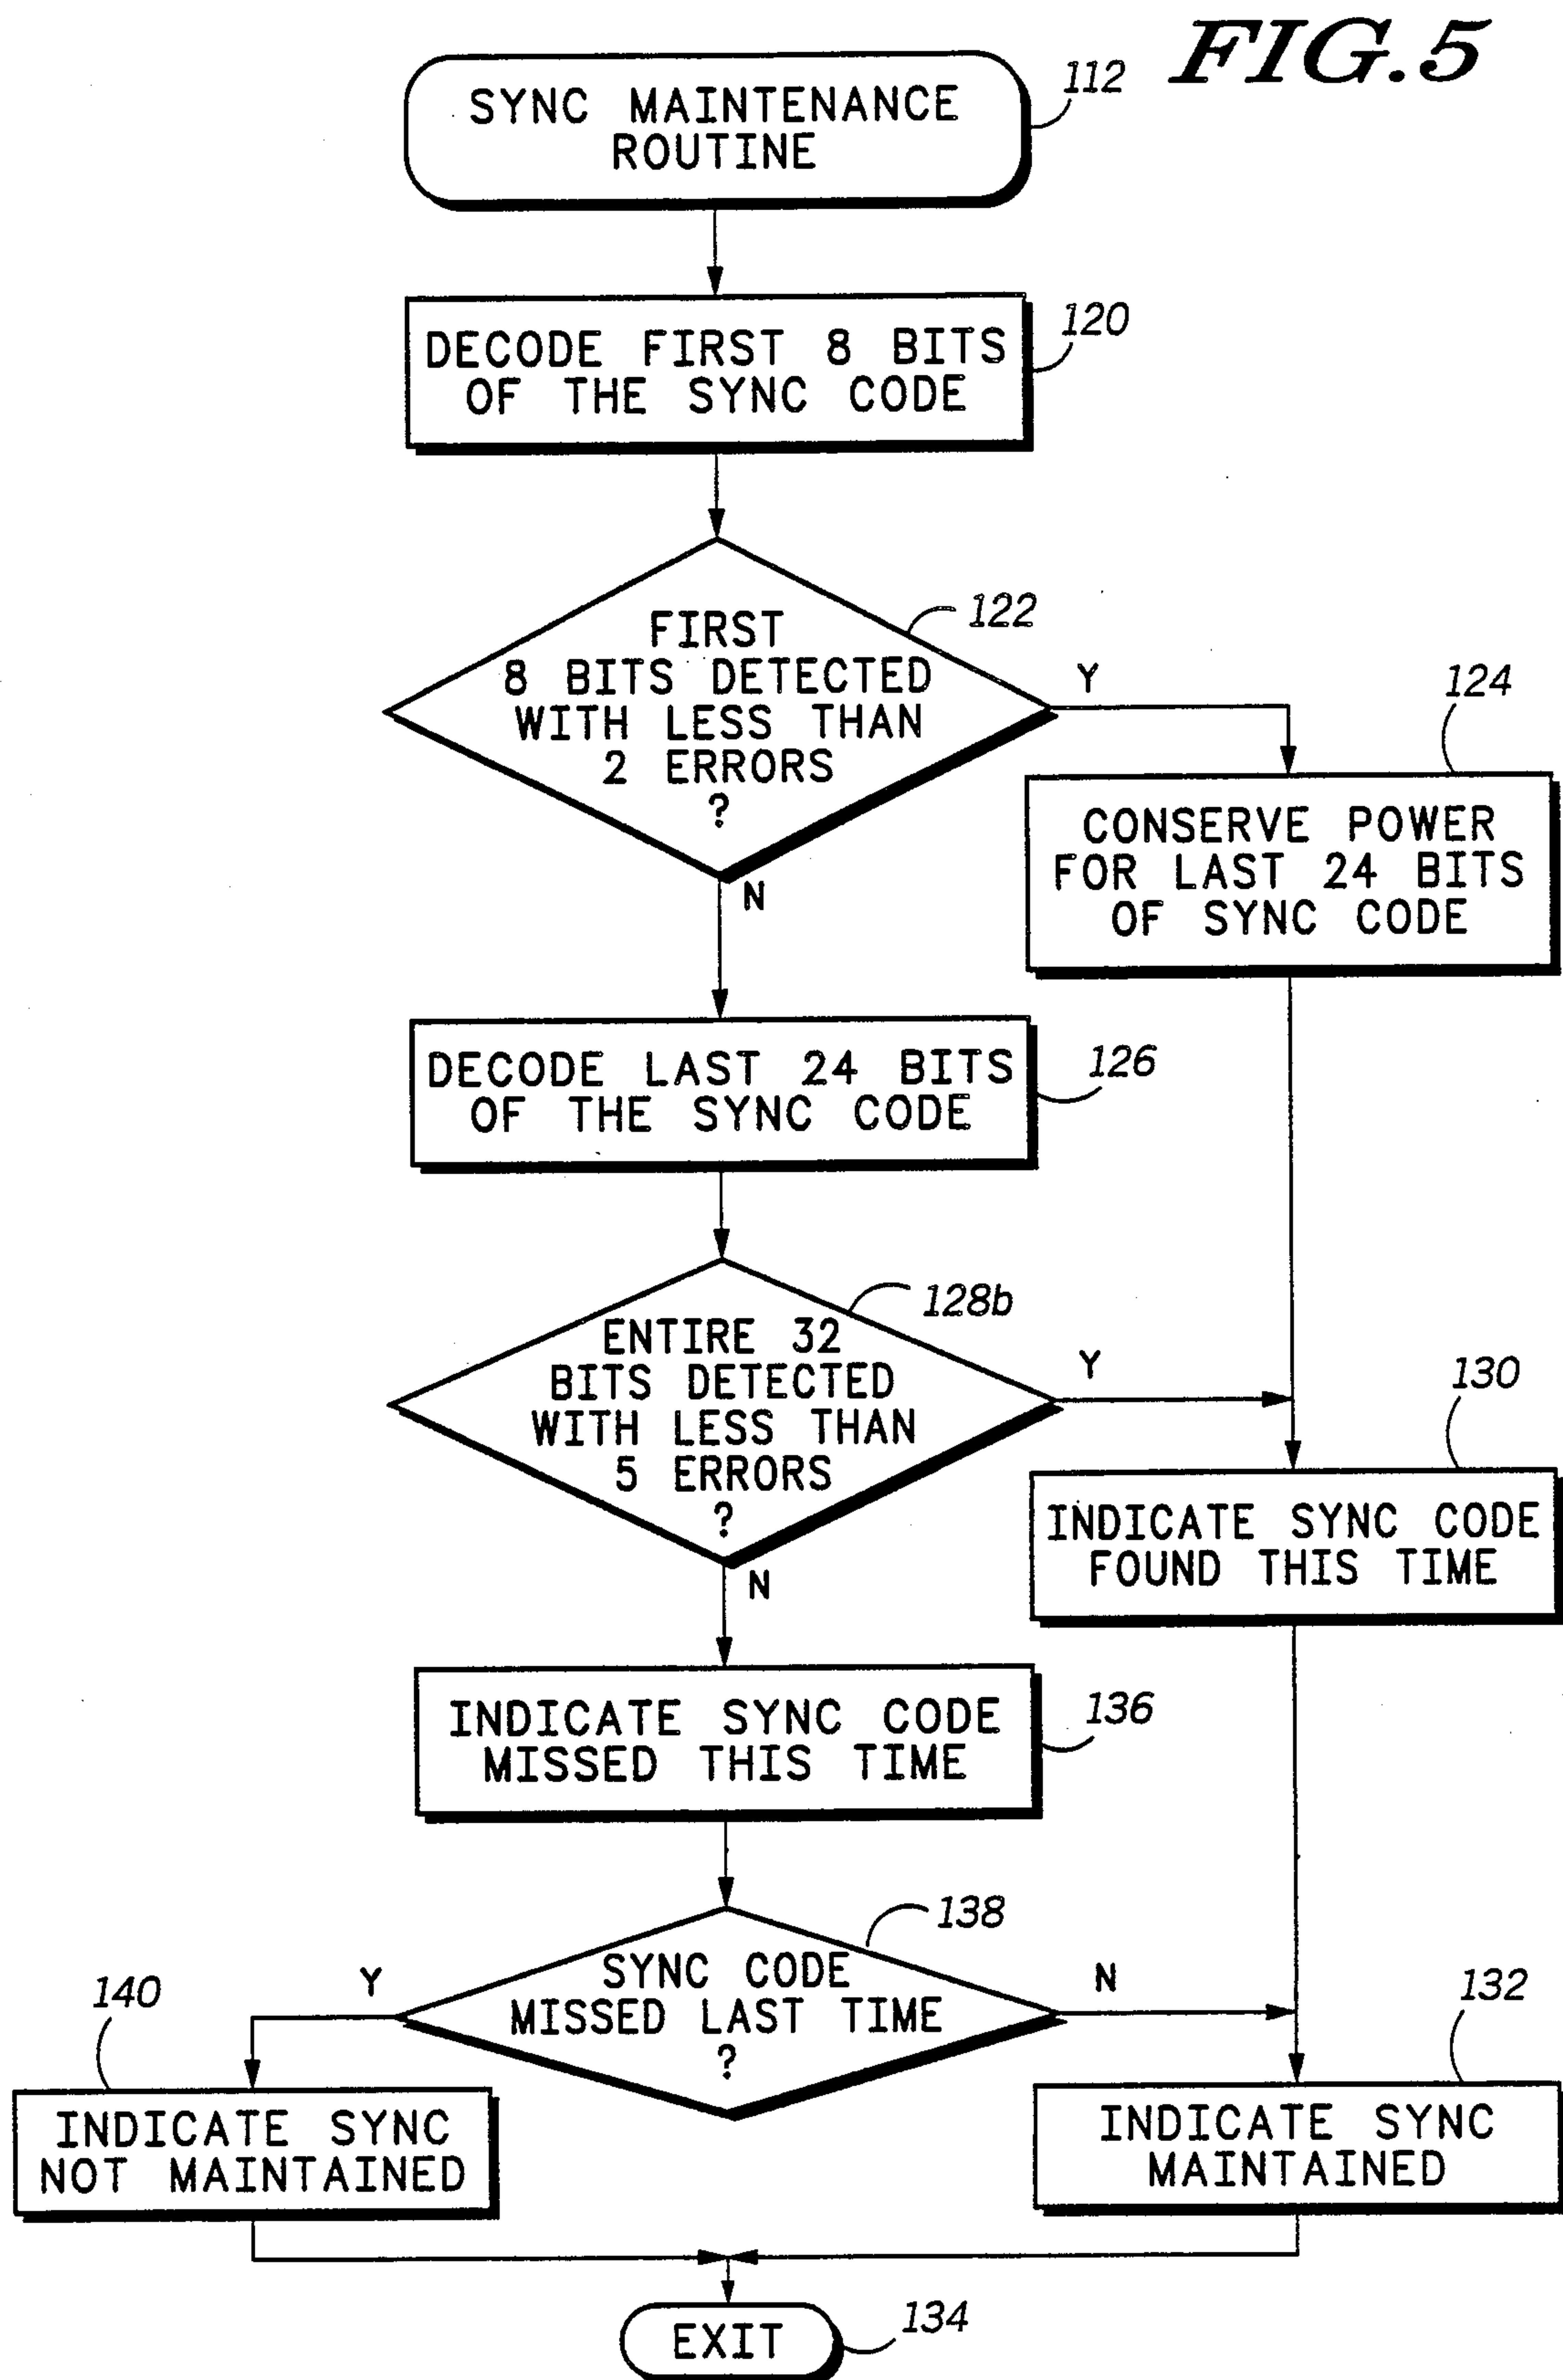 FIG.5
SYNC MAINTENANCE
ROUTINE
112
DECODE FIRST 8 BITS
OF THE SYNC CODE
120
FIRST
8 BITS DETECTED
WITH LESS THAN
2 ERRORS
?
122
Y
N
124
CONSERVE POWER
FOR LAST 24 BITS
OF SYNC CODE
DECODE LAST 24 BITS
OF THE SYNC CODE
126
ENTIRE 32
BITS DETECTED
WITH LESS THAN
5 ERRORS
?
128b
Y
N
130
INDICATE SYNC CODE
FOUND THIS TIME
INDICATE SYNC CODE
MISSED THIS TIME
136
SYNC CODE
MISSED LAST TIME
?
138
Y
N
140
INDICATE SYNC
NOT MAINTAINED
132
INDICATE SYNC
MAINTAINED
EXIT
134